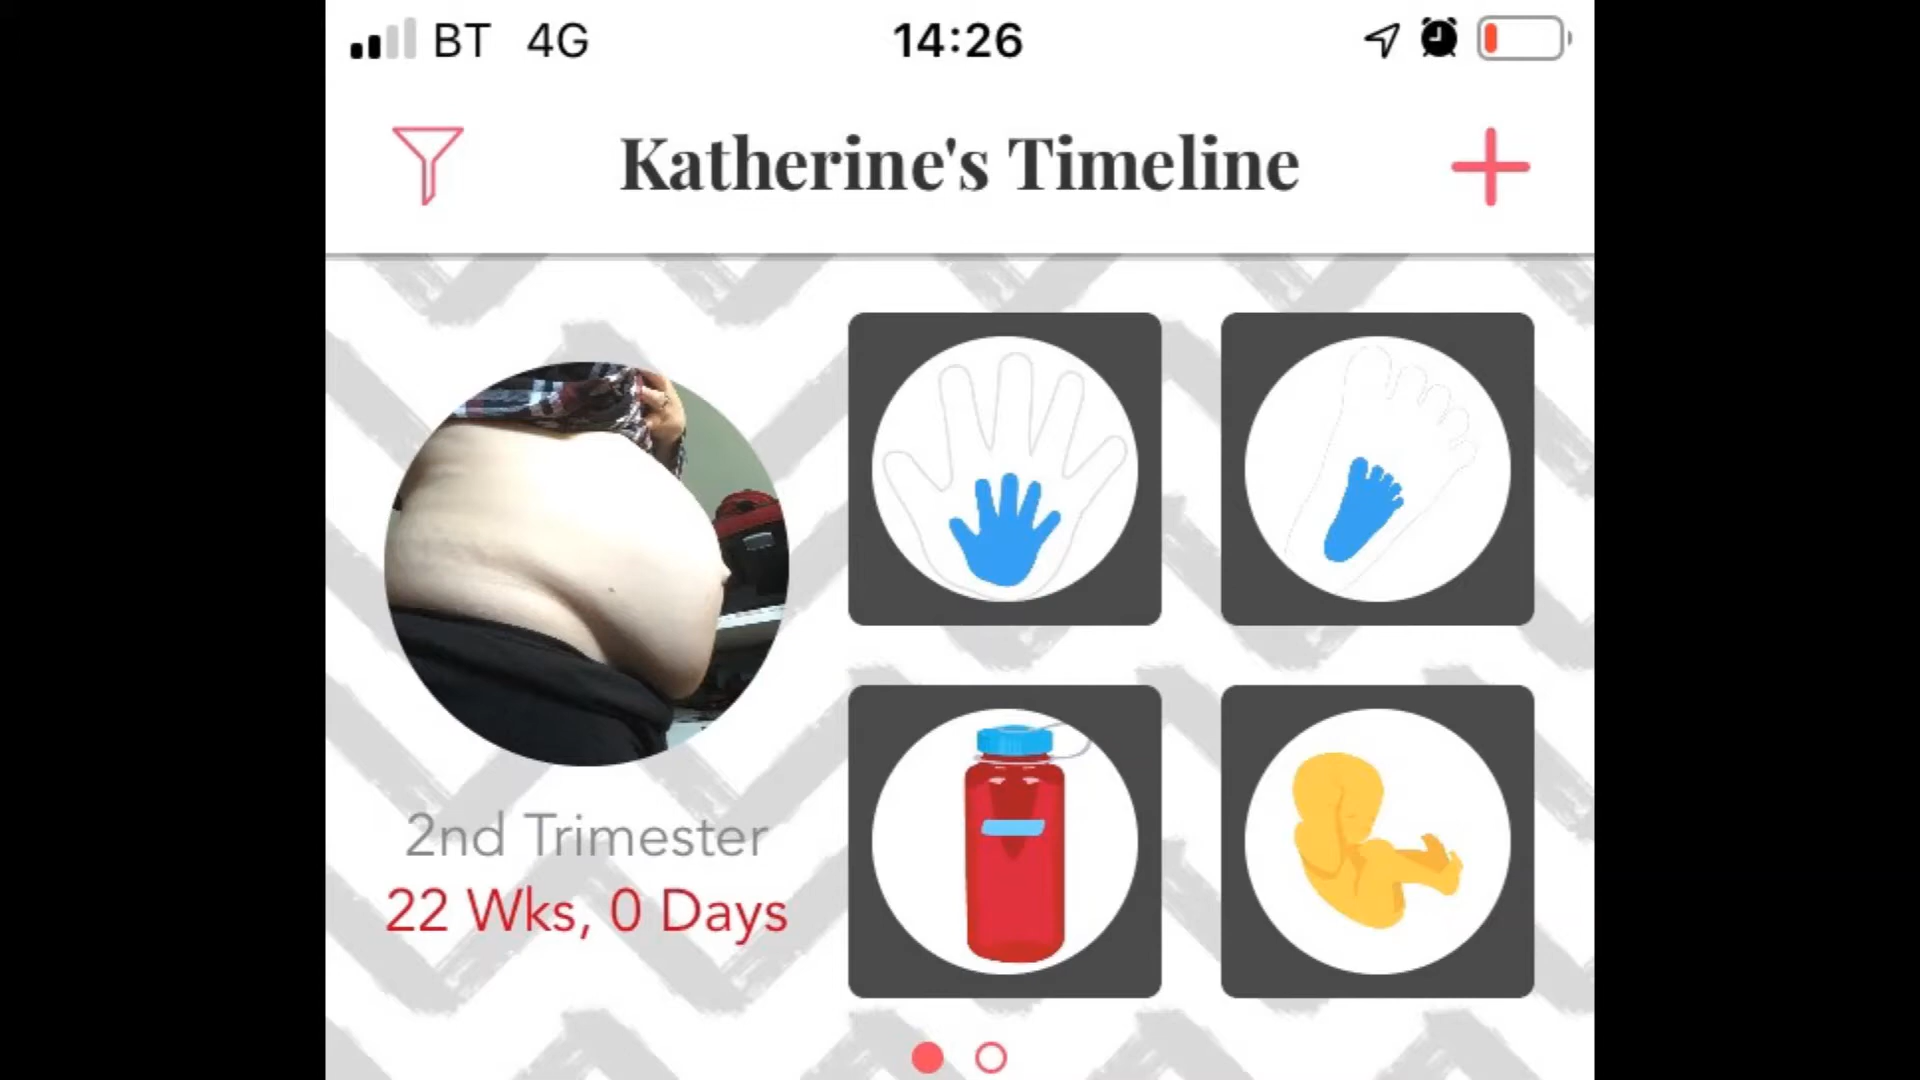 BT 4G 14:26
Katherine's Timeline
2nd Trimester
22 Wks, 0 Days